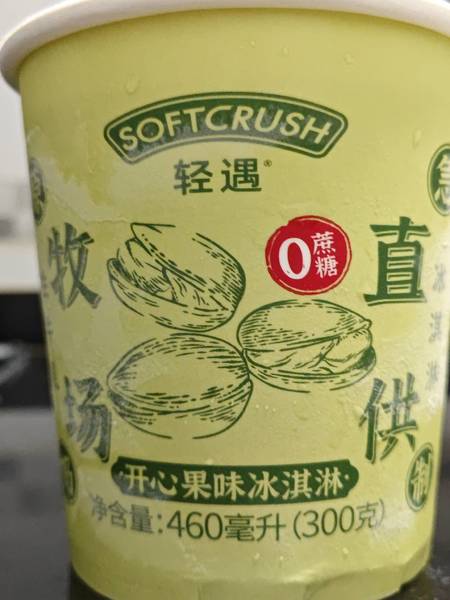 SOFTCRUSH
轻遇®
0蔗糖
牧场
直供
冰淇淋
制
开心果味冰淇淋
净含量:460毫升(300克)